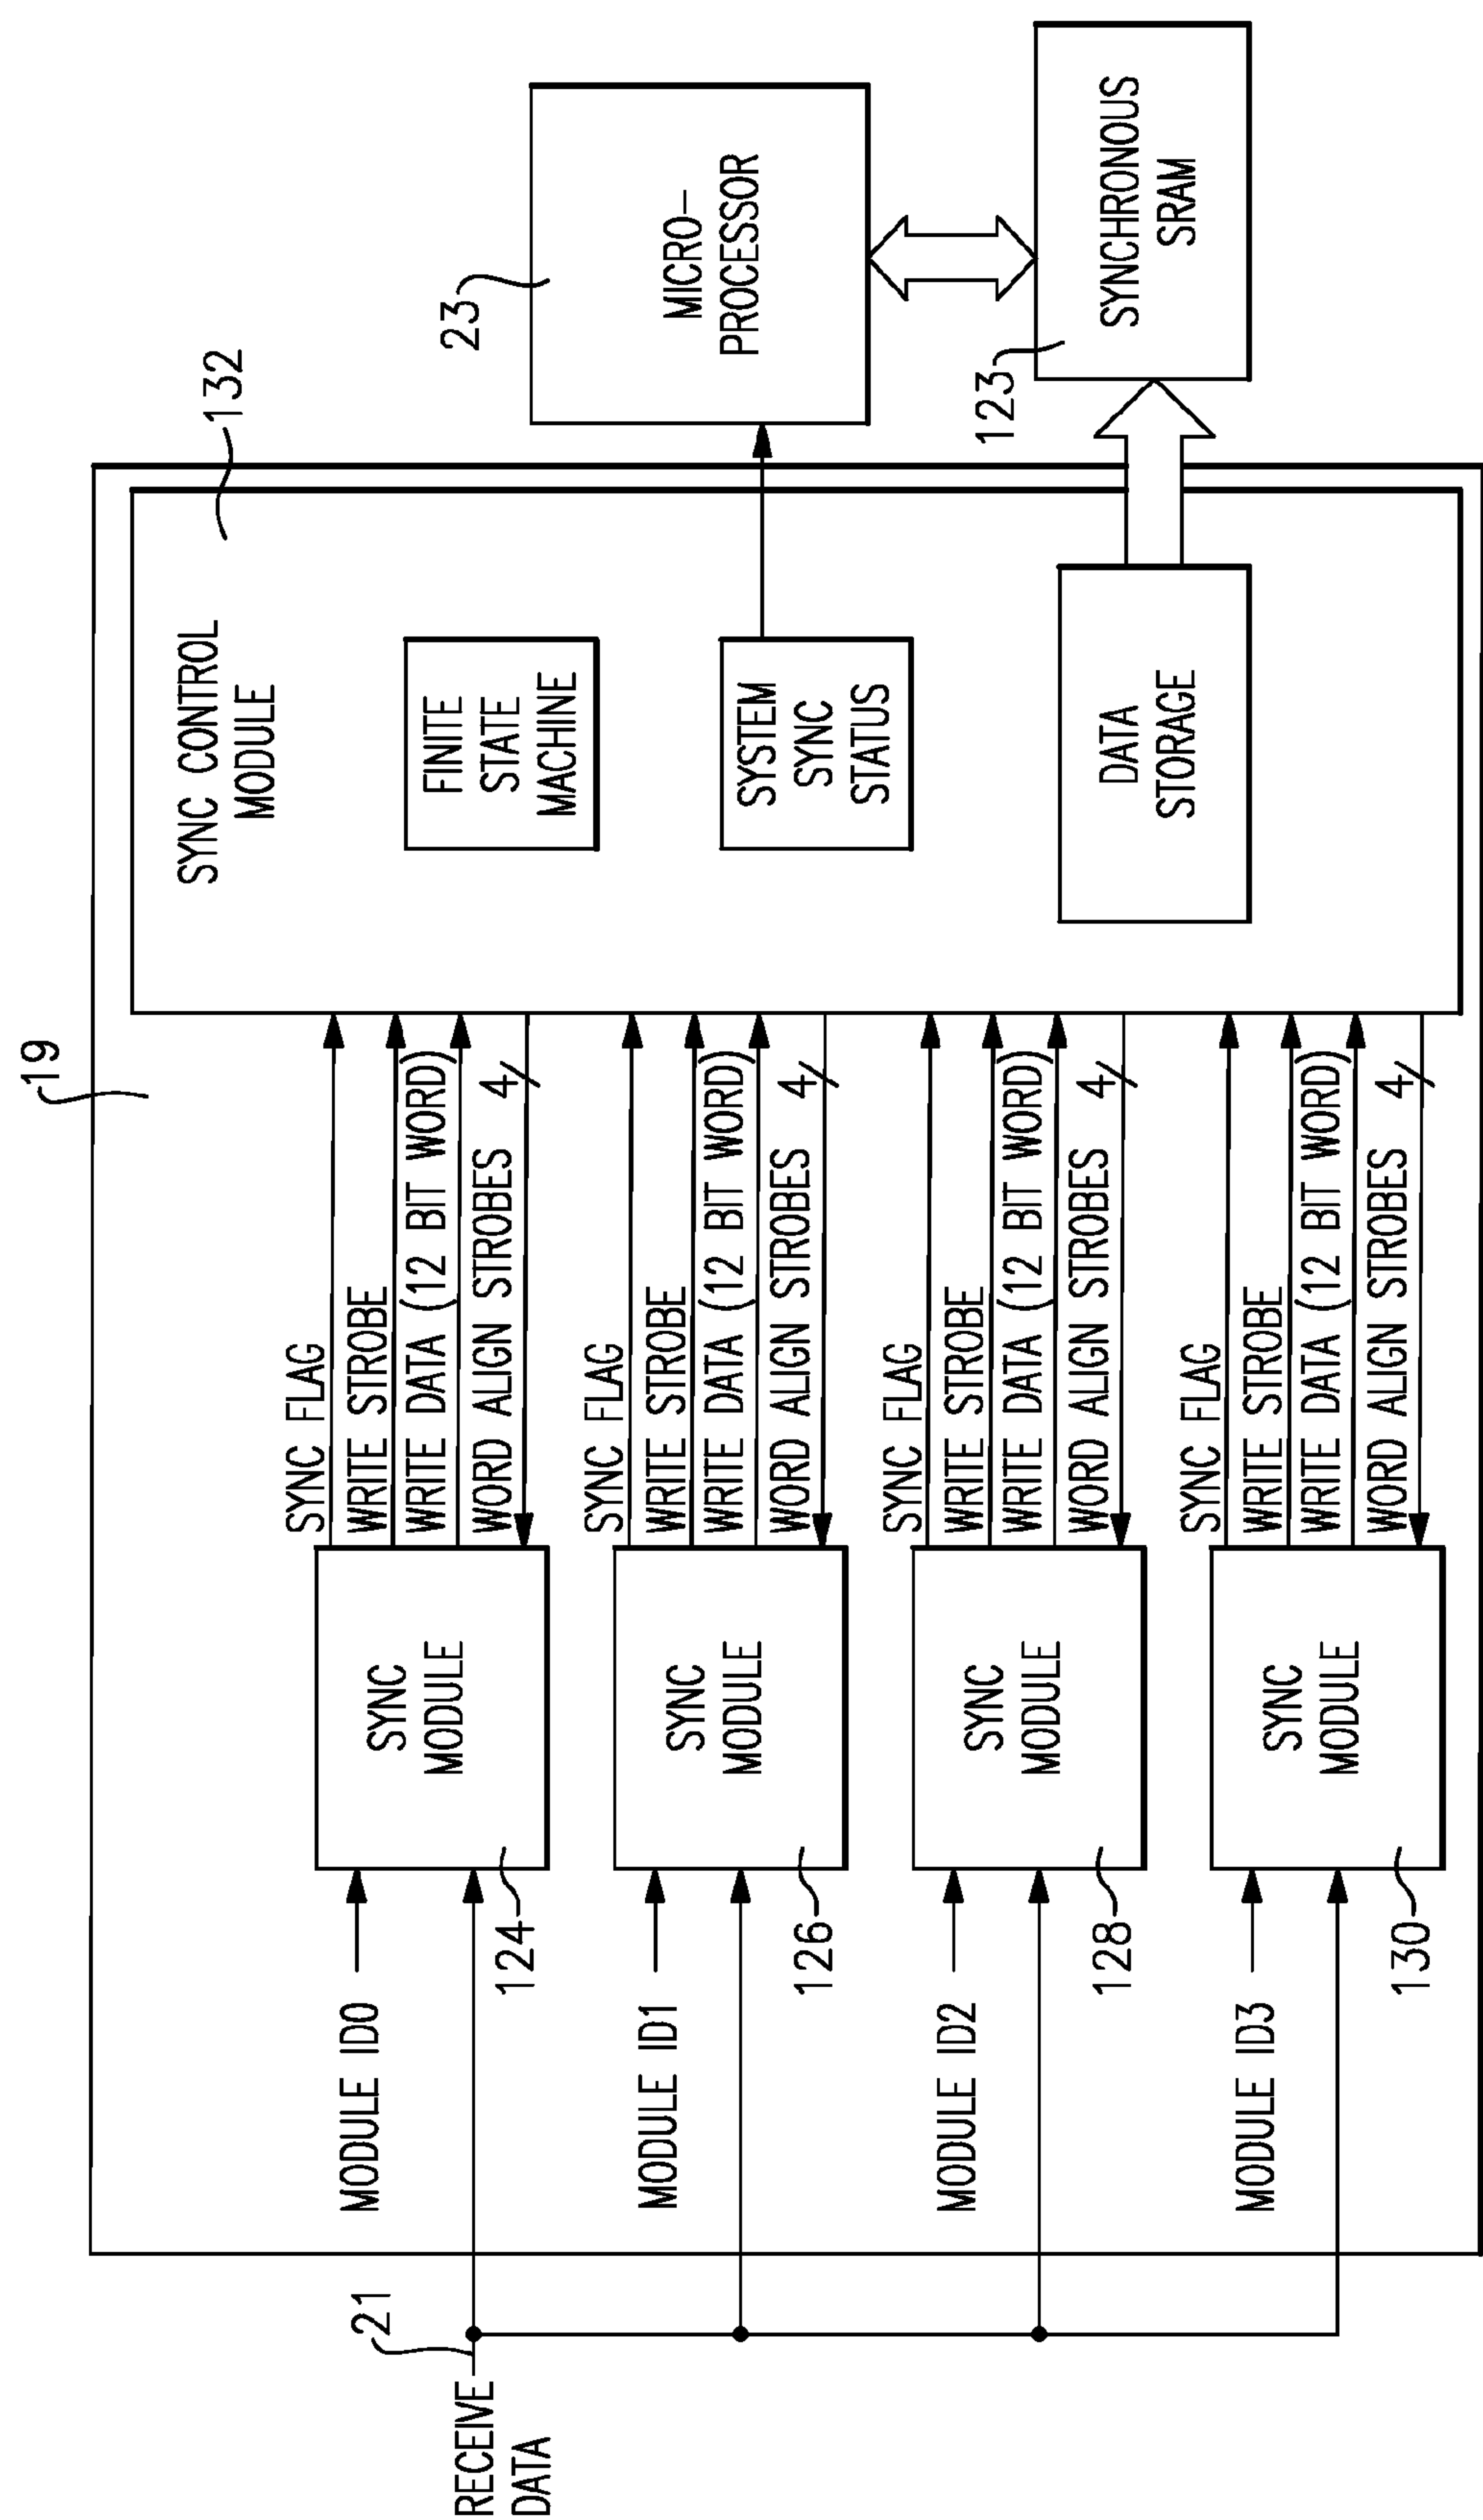 19
132
SYNC CONTROL
MODULE
FINITE
STATE
MACHINE
SYSTEM
SYNC
STATUS
DATA
STORAGE
23
MICRO-
PROCESSOR
123
SYNCHRONOUS
SRAM
21
RECEIVE
DATA
MODULE ID0
124
SYNC
MODULE
SYNC FLAG
WRITE STROBE
WRITE DATA (12 BIT WORD)
WORD ALIGN STROBES
4
MODULE ID1
126
SYNC
MODULE
SYNC FLAG
WRITE STROBE
WRITE DATA (12 BIT WORD)
WORD ALIGN STROBES
4
MODULE ID2
128
SYNC
MODULE
SYNC FLAG
WRITE STROBE
WRITE DATA (12 BIT WORD)
WORD ALIGN STROBES
4
MODULE ID3
130
SYNC
MODULE
SYNC FLAG
WRITE STROBE
WRITE DATA (12 BIT WORD)
WORD ALIGN STROBES
4